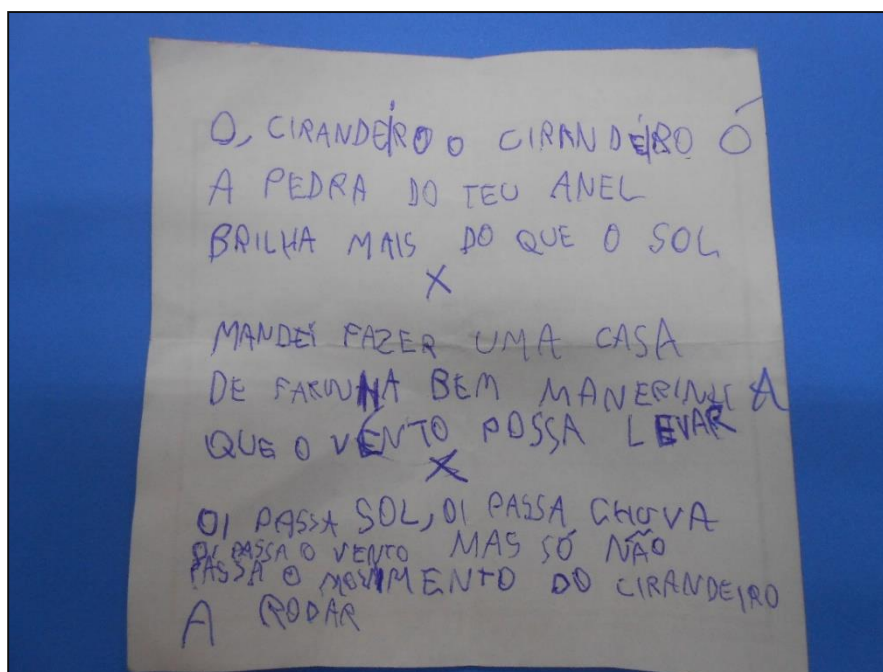 O, CIRANDEIRO O CIRANDEIRO Ó
A PEDRA DO TEU ANEL
BRILHA MAIS DO QUE O SOL
X
MANDEI FAZER UMA CASA
DE FARINHA BEM MANERINHA
QUE O VENTO POSSA LEVAR
X
OI PASSA SOL, OI PASSA CHUVA
OI PASSA O VENTO MAS SÓ NÃO
PASSA O MOVIMENTO DO CIRANDEIRO
A RODAR